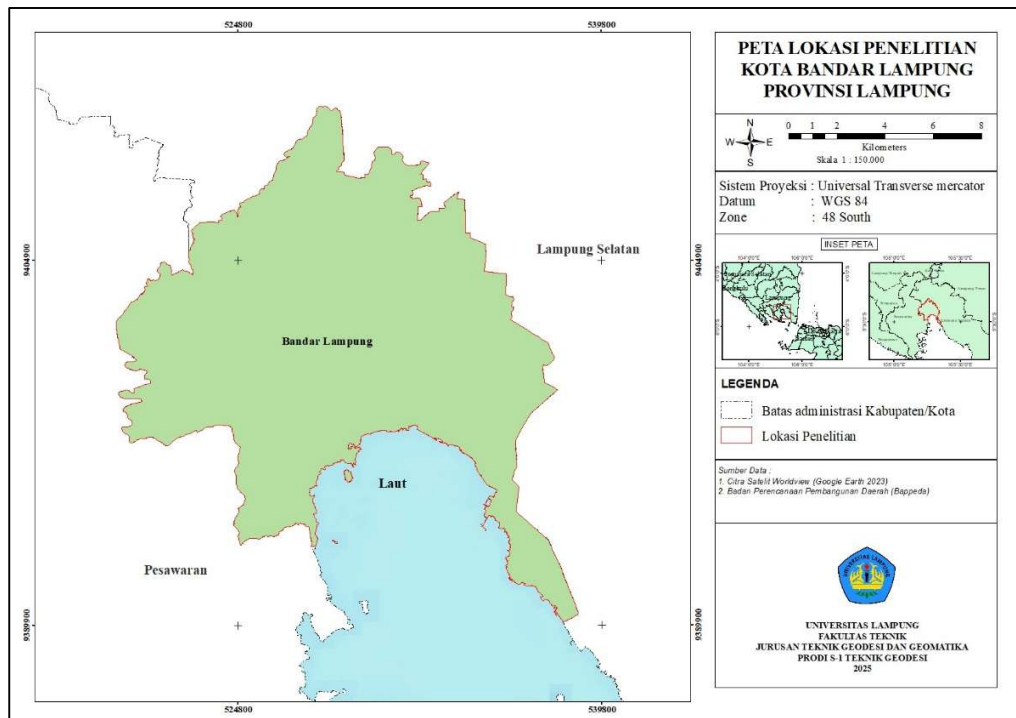 524800
539800
9404900
9404900
Lampung Selatan
Bandar Lampung
Laut
Pesawaran
9389900
9389900
524800
539800
PETA LOKASI PENELITIAN
KOTA BANDAR LAMPUNG
PROVINSI LAMPUNG
N
W E
S
0 1 2 4 6 8
Kilometers
Skala 1 : 150.000
Sistem Proyeksi : Universal Transverse mercator
Datum : WGS 84
Zone : 48 South
INSET PETA
LEGENDA
Batas administrasi Kabupaten/Kota
Lokasi Penelitian
Sumber Data :
1. Citra Satelit Worldview (Google Earth 2023)
2. Badan Perencanaan Pembangunan Daerah (Bappeda)
UNIVERSITAS LAMPUNG
UNIVERSITAS LAMPUNG
FAKULTAS TEKNIK
JURUSAN TEKNIK GEODESI DAN GEOMATIKA
PRODI S-1 TEKNIK GEODESI
2025